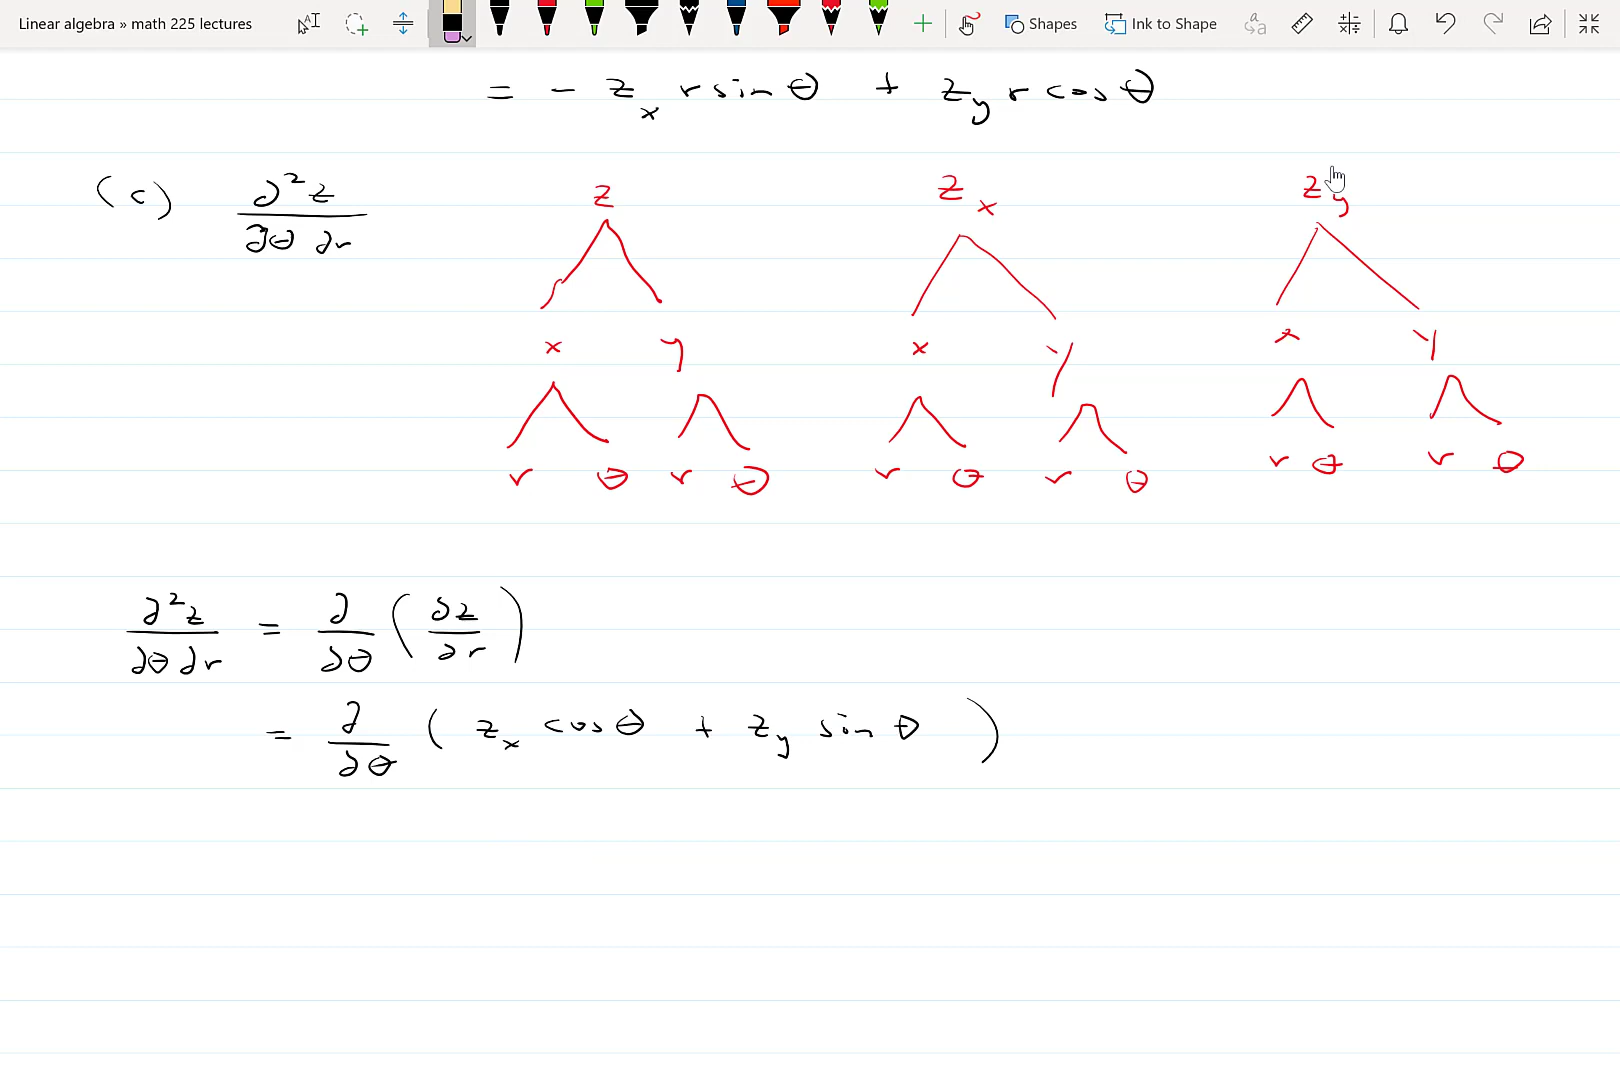 Linear algebra » math 225 lectures Shapes Ink to Shape
= - z_x r sin θ + z_y r cos θ
(c) ∂²z / ∂θ ∂r
z z_x z_y
x y x y x y
r θ r θ r θ r θ r θ r θ
∂²z / ∂θ ∂r = ∂/∂θ ( ∂z / ∂r )
= ∂/∂θ ( z_x cos θ + z_y sin θ )